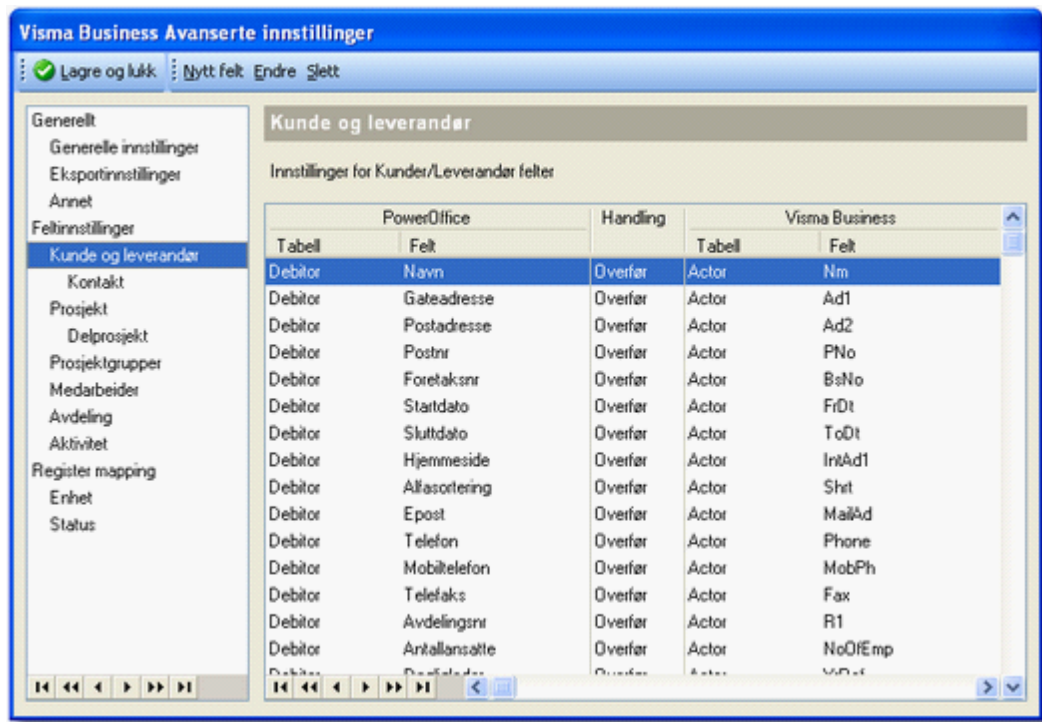 Visma Business Avanserte innstillinger
Lagre og lukk Nytt felt Endre Slett
Generellt
Generelle innstillinger
Eksportinnstillinger
Annet
Feltinnstillinger
Kunde og leverandør
Kontakt
Prosjekt
Delprosjekt
Prosjektgrupper
Medarbeider
Avdeling
Aktivitet
Register mapping
Enhet
Status
Kunde og leverandør
Innstillinger for Kunder/Leverandør felter
PowerOffice Handling Visma Business
Tabell Felt Tabell Felt
Debitor Navn Overfør Actor Nm
Debitor Gateadresse Overfør Actor Ad1
Debitor Postadresse Overfør Actor Ad2
Debitor Postnr Overfør Actor PNo
Debitor Foretaksnr Overfør Actor BsNo
Debitor Startdato Overfør Actor FrDt
Debitor Sluttdato Overfør Actor ToDt
Debitor Hjemmeside Overfør Actor IntAd1
Debitor Alfasortering Overfør Actor Shrt
Debitor Epost Overfør Actor MailAd
Debitor Telefon Overfør Actor Phone
Debitor Mobiltelefon Overfør Actor MobPh
Debitor Telefaks Overfør Actor Fax
Debitor Avdelingsnr Overfør Actor R1
Debitor Antallansatte Overfør Actor NoOfEmp